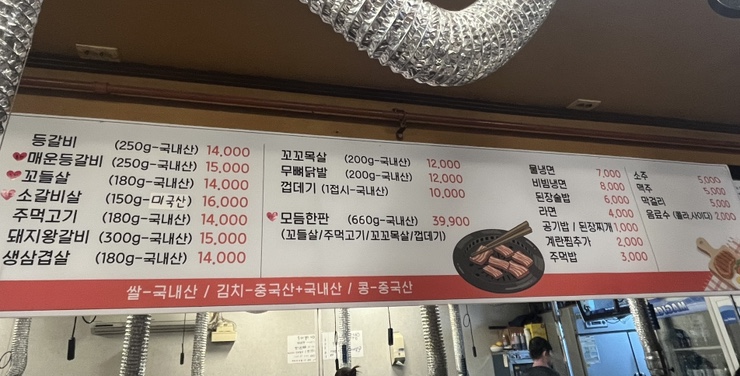 등갈비 (250g-국내산) 14,000
매운등갈비 (250g-국내산) 15,000
꼬들살 (180g-국내산) 14,000
소갈비살 (150g-미국산) 16,000
주먹고기 (180g-국내산) 14,000
돼지왕갈비 (300g-국내산) 15,000
생삼겹살 (180g-국내산) 14,000
꼬꼬목살 (200g-국내산) 12,000
무뼈닭발 (200g-국내산) 12,000
껍데기 (1접시-국내산) 10,000
모듬한판 (660g-국내산) 39,900
(꼬들살/주먹고기/꼬꼬목살/껍데기)
물냉면 7,000
비빔냉면 8,000
된장술밥 6,000
라면 4,000
공기밥 / 된장찌개 1,000
계란찜추가 2,000
주먹밥 3,000
소주 5,000
맥주 5,000
막걸리 5,000
음료수 (콜라,사이다) 2,000
쌀-국내산 / 김치-중국산+국내산 / 콩-중국산